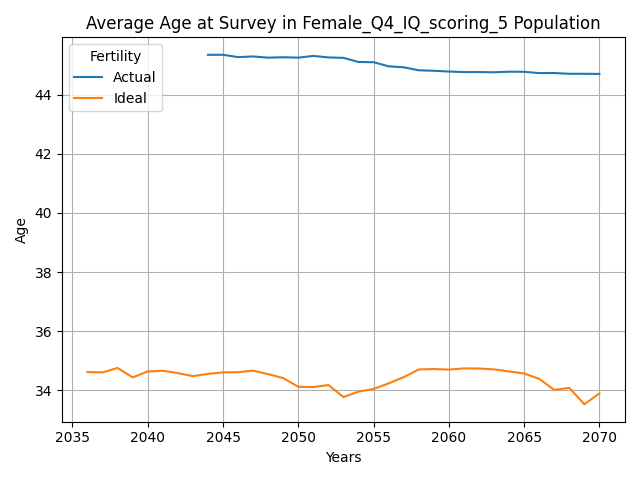 Average Age at Survey in Female_Q4_IQ_scoring_5 Population
Fertility
Actual
Ideal
44
42
40
38
36
34
Age
2035 2040 2045 2050 2055 2060 2065 2070
Years